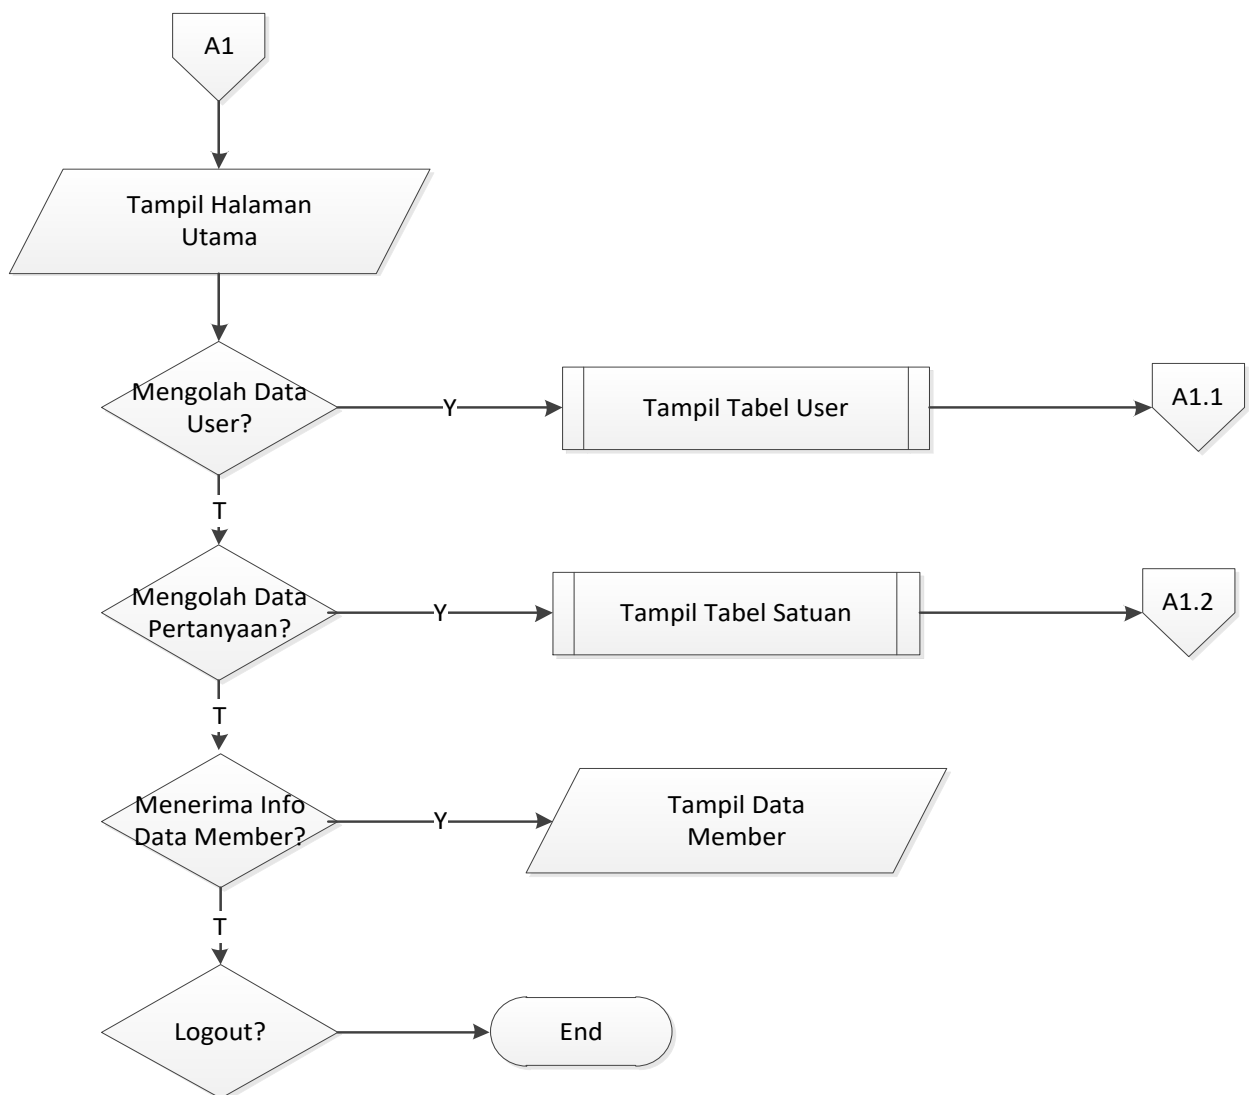 A1
Tampil Halaman
Utama
Mengolah Data
User?
Y
Tampil Tabel User
A1.1
T
Mengolah Data
Pertanyaan?
Y
Tampil Tabel Satuan
A1.2
T
Menerima Info
Data Member?
Y
Tampil Data
Member
T
Logout?
End